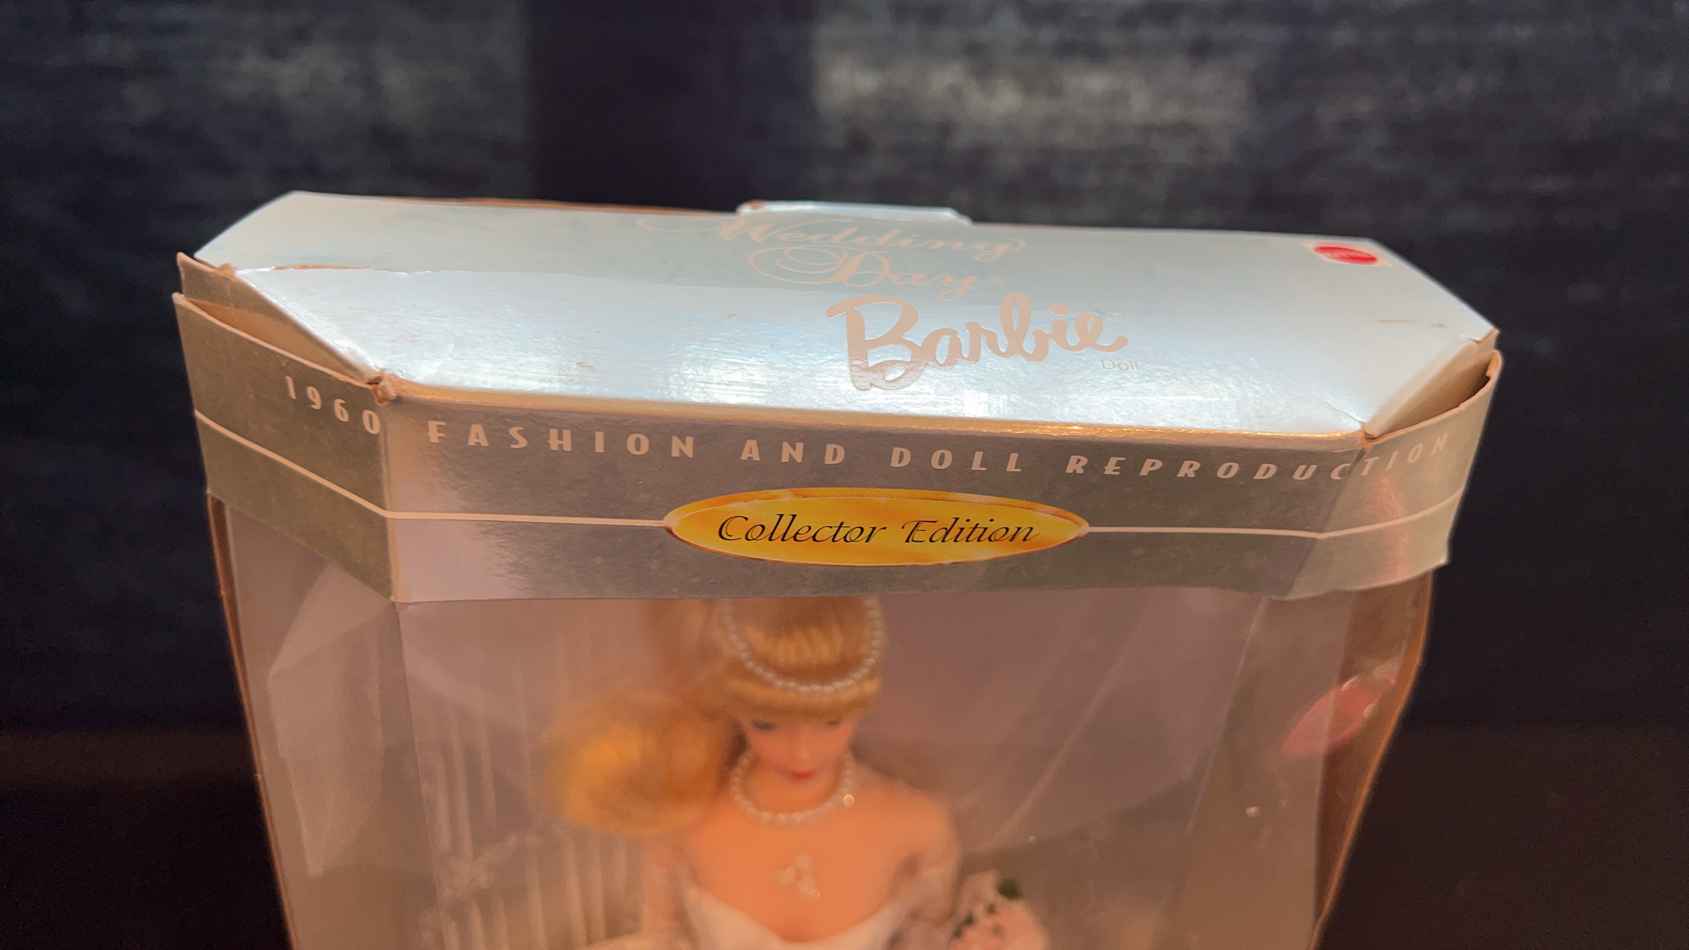 Wedding
Day
Barbie
Doll
1960 FASHION AND DOLL REPRODUCTION
Collector Edition